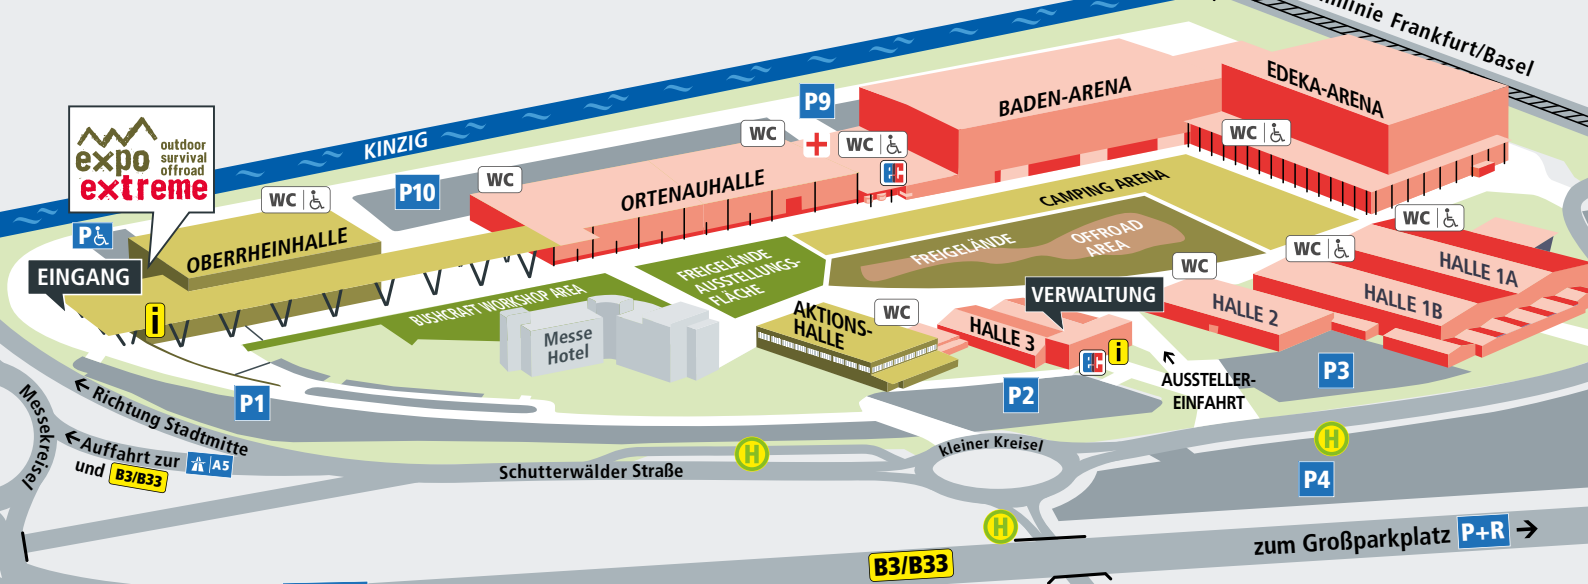 nlinie Frankfurt/Basel
KINZIG
expo
extreme
outdoor
survival
offroad
EINGANG
P
WC
OBERRHEINHALLE
i
P10
WC
ORTENAUHALLE
WC
P9
WC
EC
BADEN-ARENA
EDEKA-ARENA
WC
CAMPING ARENA
FREIGELÄNDE
OFFROAD
AREA
FREIGELÄNDE
AUSSTELLUNGS-
FLÄCHE
BUSHCRAFT WORKSHOP AREA
Messe
Hotel
AKTIONS-
HALLE
WC
HALLE 3
VERWALTUNG
EC
i
WC
HALLE 2
WC
HALLE 1B
WC
HALLE 1A
AUSSTELLER-
EINFAHRT
P1
P2
P3
P4
Messekreisel
Richtung Stadtmitte
Auffahrt zur A5
und B3/B33
Schutterwälder Straße
H
kleiner Kreisel
H
H
B3/B33
zum Großparkplatz P+R